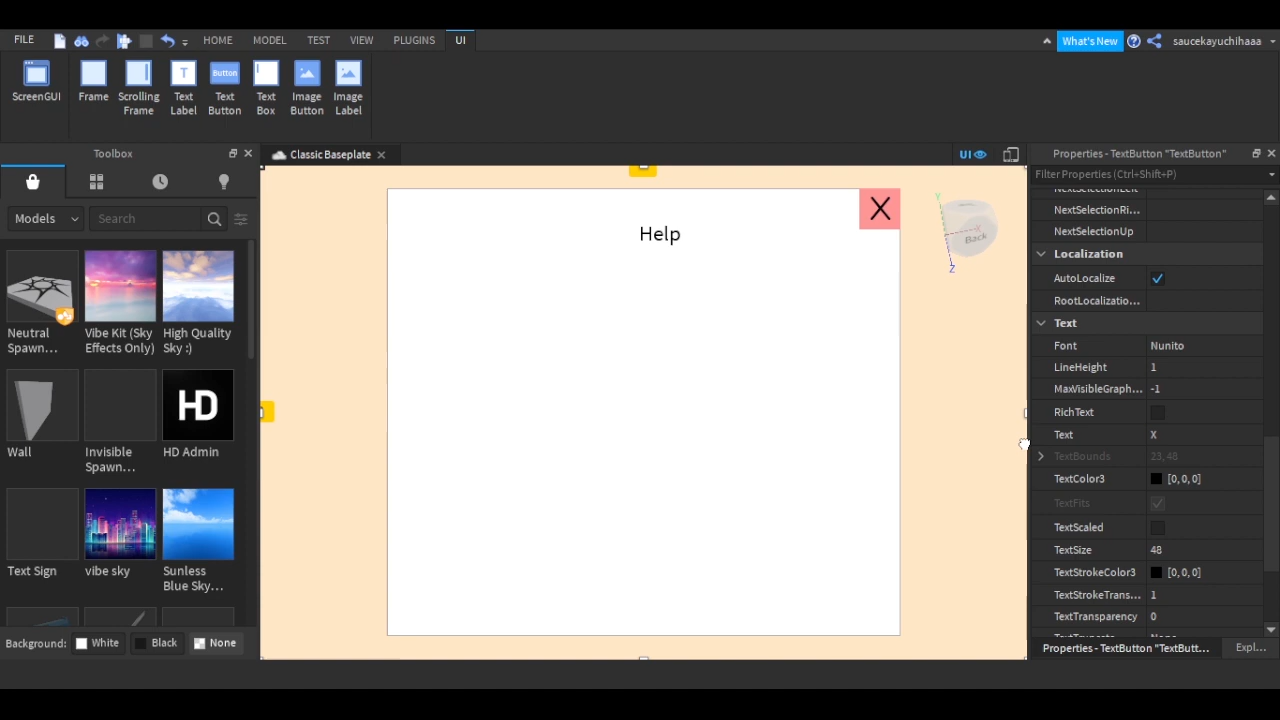 FILE
HOME
MODEL
TEST
VIEW
PLUGINS
UI
What's New
saucekayuchihaaa
ScreenGUI
Frame
Scrolling
Frame
Text
Label
Text
Button
Text
Box
Image
Button
Image
Label
T
Button
Toolbox
Classic Baseplate
UI
Properties - TextButton "TextButton"
Filter Properties (Ctrl+Shift+P)
Models
Search
Neutral
Spawn...
Vibe Kit (Sky
Effects Only)
High Quality
Sky :)
Wall
Invisible
Spawn...
HD
HD Admin
Text Sign
vibe sky
Sunless
Blue Sky...
Background:
White
Black
None
X
Help
Y
X
Back
Z
NextSelectionLeft
NextSelectionRi...
NextSelectionUp
Localization
AutoLocalize
RootLocalizatio...
Text
Font Nunito
LineHeight 1
MaxVisibleGraph... -1
RichText
Text X
TextBounds 23, 48
TextColor3 [0, 0, 0]
TextFits
TextScaled
TextSize 48
TextStrokeColor3 [0, 0, 0]
TextStrokeTrans... 1
TextTransparency 0
Properties - TextButton "TextButt...
Expl...